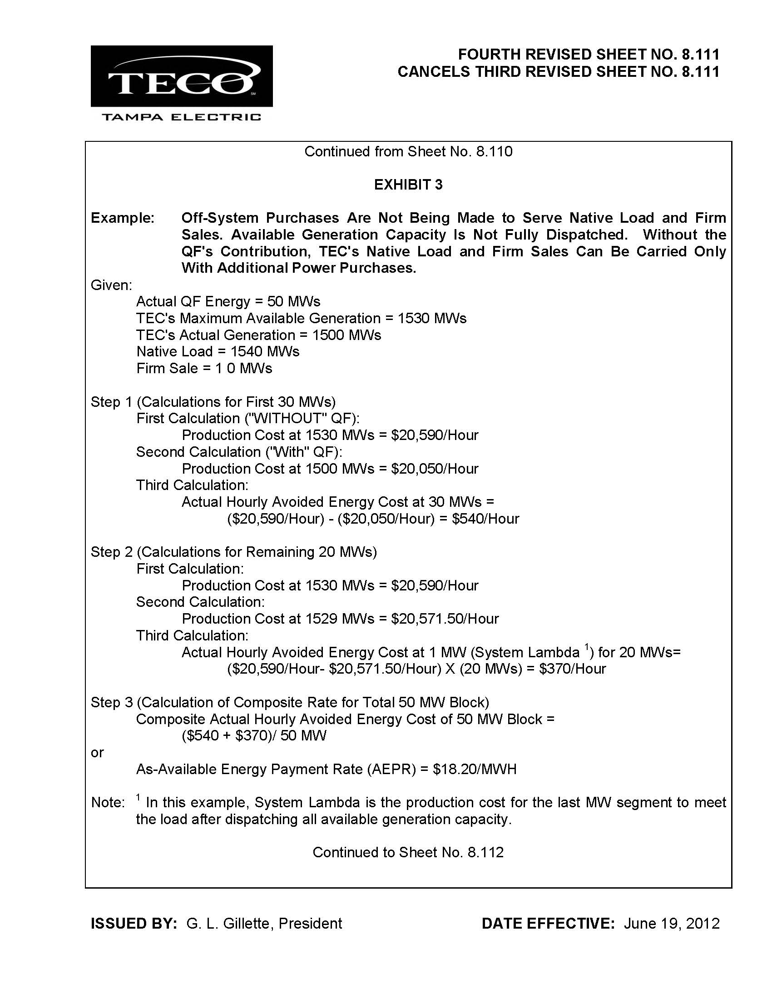 FOURTH REVISED SHEET NO. 8.111
CANCELS THIRD REVISED SHEET NO. 8.111
TECO
SM
TAMPA ELECTRIC
Continued from Sheet No. 8.110
EXHIBIT 3
Example: Off-System Purchases Are Not Being Made to Serve Native Load and Firm
Sales. Available Generation Capacity Is Not Fully Dispatched. Without the
QF's Contribution, TEC's Native Load and Firm Sales Can Be Carried Only
With Additional Power Purchases.
Given:
Actual QF Energy = 50 MWs
TEC's Maximum Available Generation = 1530 MWs
TEC's Actual Generation = 1500 MWs
Native Load = 1540 MWs
Firm Sale = 1 0 MWs
Step 1 (Calculations for First 30 MWs)
First Calculation ("WITHOUT" QF):
Production Cost at 1530 MWs = $20,590/Hour
Second Calculation ("With" QF):
Production Cost at 1500 MWs = $20,050/Hour
Third Calculation:
Actual Hourly Avoided Energy Cost at 30 MWs =
($20,590/Hour) - ($20,050/Hour) = $540/Hour
Step 2 (Calculations for Remaining 20 MWs)
First Calculation:
Production Cost at 1530 MWs = $20,590/Hour
Second Calculation:
Production Cost at 1529 MWs = $20,571.50/Hour
Third Calculation:
Actual Hourly Avoided Energy Cost at 1 MW (System Lambda ¹) for 20 MWs=
($20,590/Hour- $20,571.50/Hour) X (20 MWs) = $370/Hour
Step 3 (Calculation of Composite Rate for Total 50 MW Block)
Composite Actual Hourly Avoided Energy Cost of 50 MW Block =
($540 + $370)/ 50 MW
or
As-Available Energy Payment Rate (AEPR) = $18.20/MWH
Note: ¹ In this example, System Lambda is the production cost for the last MW segment to meet
the load after dispatching all available generation capacity.
Continued to Sheet No. 8.112
ISSUED BY: G. L. Gillette, President
DATE EFFECTIVE: June 19, 2012